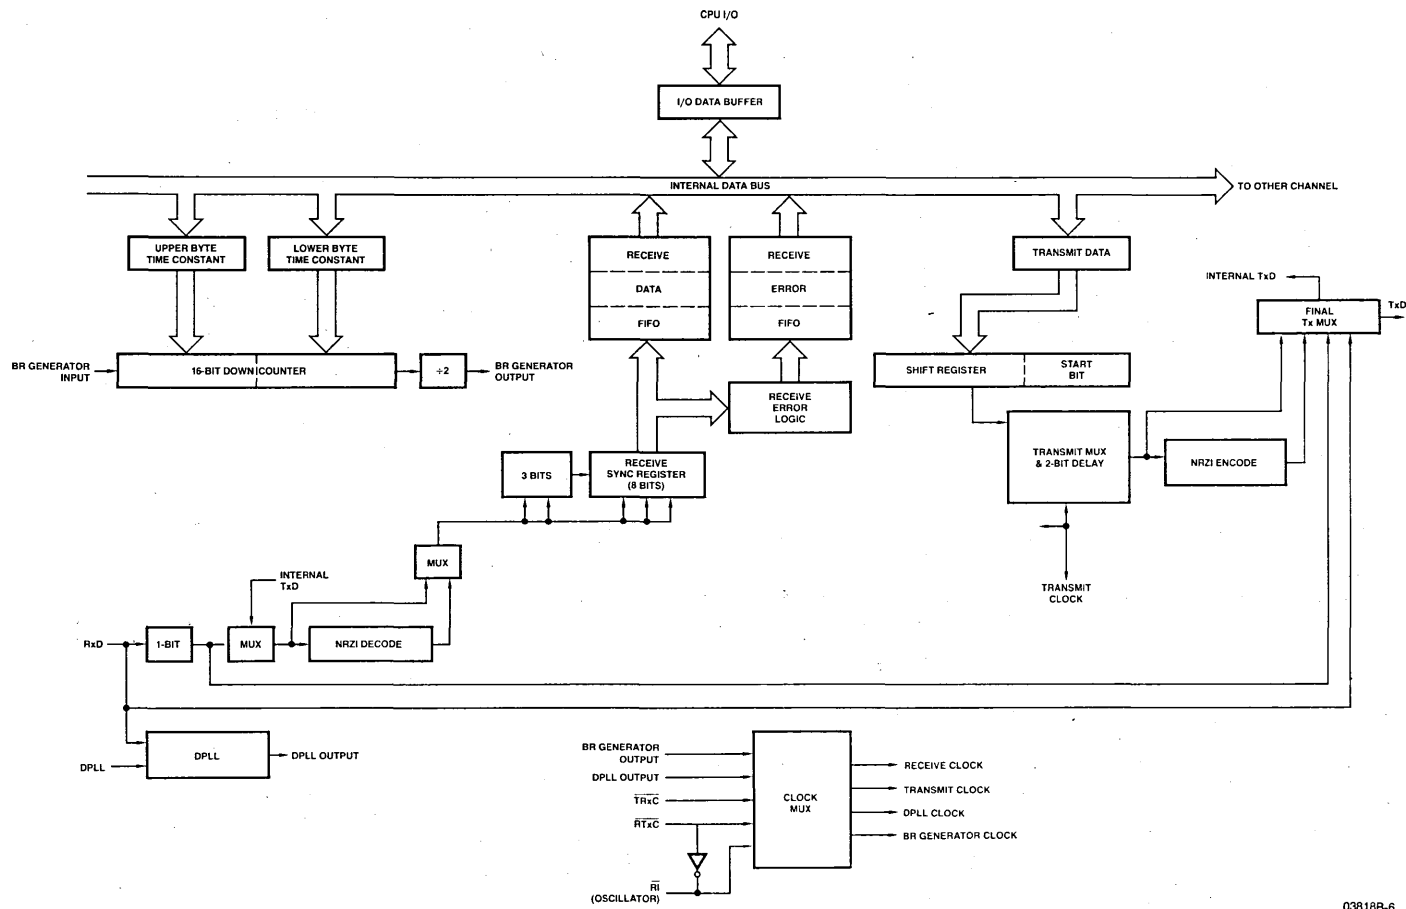 CPU I/O
I/O DATA BUFFER
INTERNAL DATA BUS
TO OTHER CHANNEL
UPPER BYTE
TIME CONSTANT
LOWER BYTE
TIME CONSTANT
RECEIVE
DATA
FIFO
RECEIVE
ERROR
FIFO
TRANSMIT DATA
INTERNAL TxD
FINAL
Tx MUX
TxD
BR GENERATOR
INPUT
16-BIT DOWN COUNTER
÷2
BR GENERATOR
OUTPUT
RECEIVE
ERROR
LOGIC
SHIFT REGISTER
START
BIT
3 BITS
RECEIVE
SYNC REGISTER
(8 BITS)
TRANSMIT MUX
& 2-BIT DELAY
NRZI ENCODE
MUX
INTERNAL
TxD
TRANSMIT
CLOCK
RxD
1-BIT
MUX
NRZI DECODE
DPLL
DPLL
DPLL OUTPUT
BR GENERATOR
OUTPUT
DPLL OUTPUT
T̅R̅x̅C̅
R̅T̅x̅C̅
R̅I̅
(OSCILLATOR)
CLOCK
MUX
RECEIVE CLOCK
TRANSMIT CLOCK
DPLL CLOCK
BR GENERATOR CLOCK
03818B-6